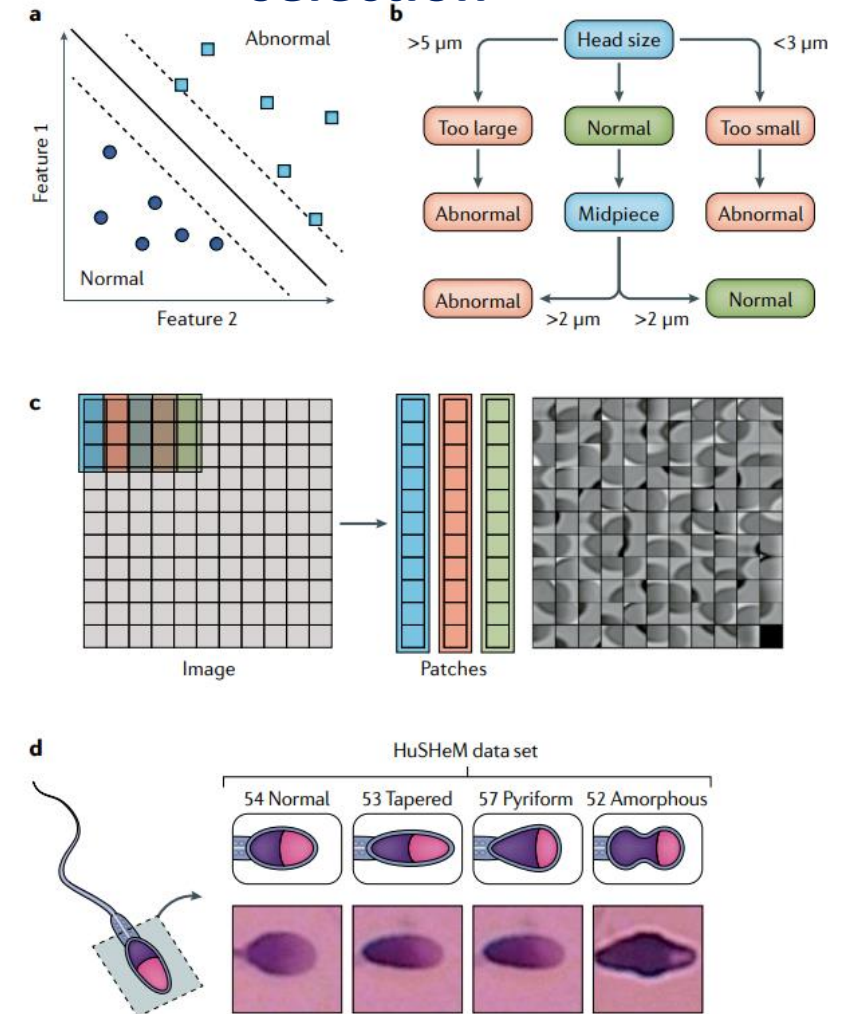 selection
a
Abnormal
Feature 1
Normal
Feature 2
b
>5 µm
Head size
<3 µm
Too large
Normal
Too small
Abnormal
Midpiece
Abnormal
Abnormal
>2 µm
>2 µm
Normal
c
Image
Patches
d
HuSHeM data set
54 Normal
53 Tapered
57 Pyriform
52 Amorphous